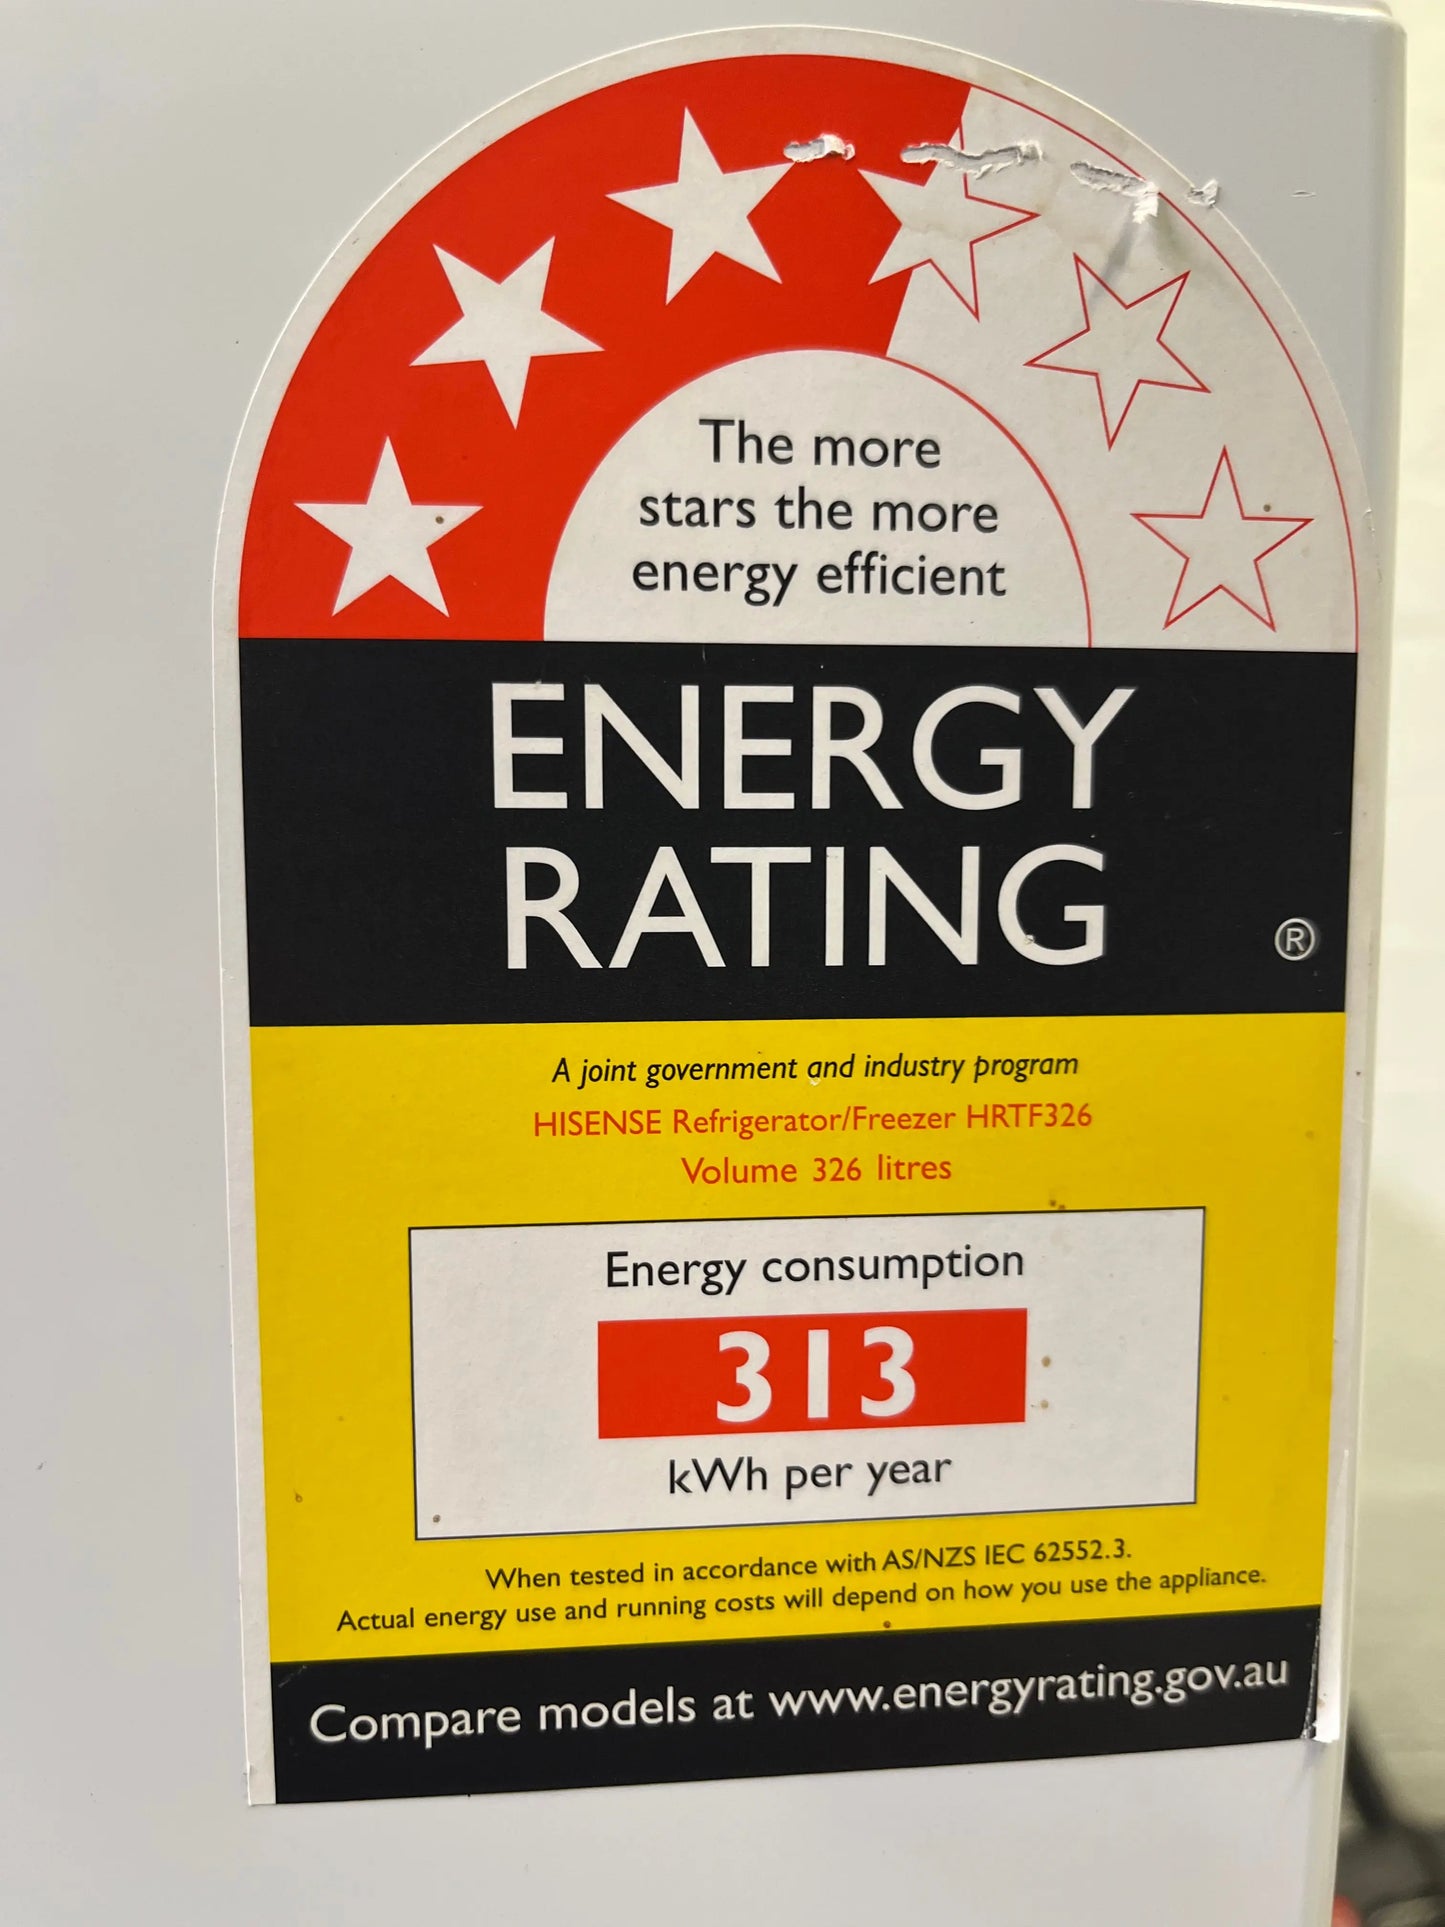 The more
stars the more
energy efficient
ENERGY
RATING
®
A joint government and industry program
HISENSE Refrigerator/Freezer HRTF326
Volume 326 litres
Energy consumption
313
kWh per year
When tested in accordance with AS/NZS IEC 62552.3.
Actual energy use and running costs will depend on how you use the appliance.
Compare models at www.energyrating.gov.au